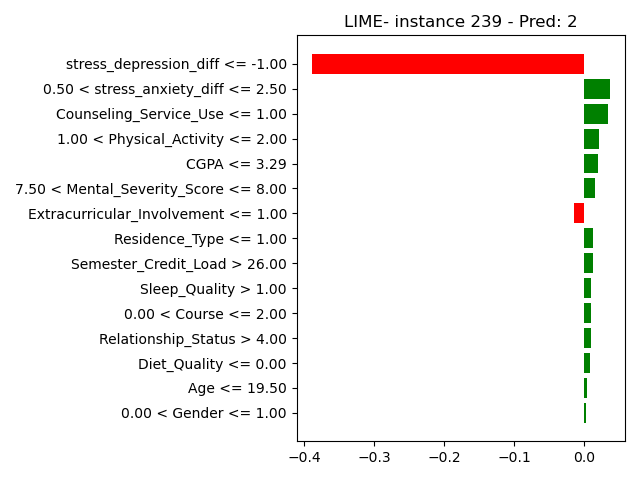 LIME- instance 239 - Pred: 2
stress_depression_diff <= -1.00
0.50 < stress_anxiety_diff <= 2.50
Counseling_Service_Use <= 1.00
1.00 < Physical_Activity <= 2.00
CGPA <= 3.29
7.50 < Mental_Severity_Score <= 8.00
Extracurricular_Involvement <= 1.00
Residence_Type <= 1.00
Semester_Credit_Load > 26.00
Sleep_Quality > 1.00
0.00 < Course <= 2.00
Relationship_Status > 4.00
Diet_Quality <= 0.00
Age <= 19.50
0.00 < Gender <= 1.00
−0.4 −0.3 −0.2 −0.1 0.0